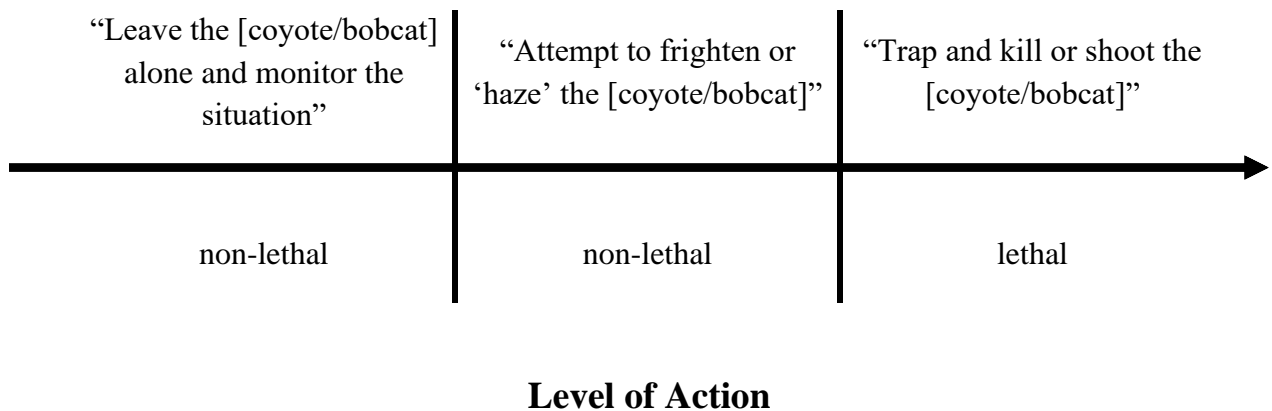 “Leave the [coyote/bobcat]
alone and monitor the
situation”
“Attempt to frighten or
‘haze’ the [coyote/bobcat]”
“Trap and kill or shoot the
[coyote/bobcat]”
non-lethal
non-lethal
lethal
Level of Action